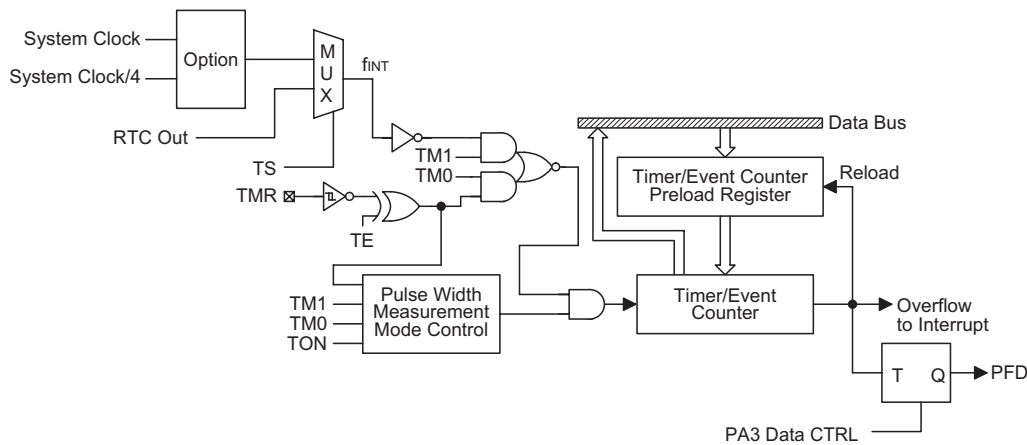 System Clock
System Clock/4
Option
M
U
X
fINT
RTC Out
TS
TM1
TM0
TMR
TE
Data Bus
Timer/Event Counter
Preload Register
Reload
TM1
TM0
TON
Pulse Width
Measurement
Mode Control
Timer/Event
Counter
Overflow
to Interrupt
T
Q
PFD
PA3 Data CTRL